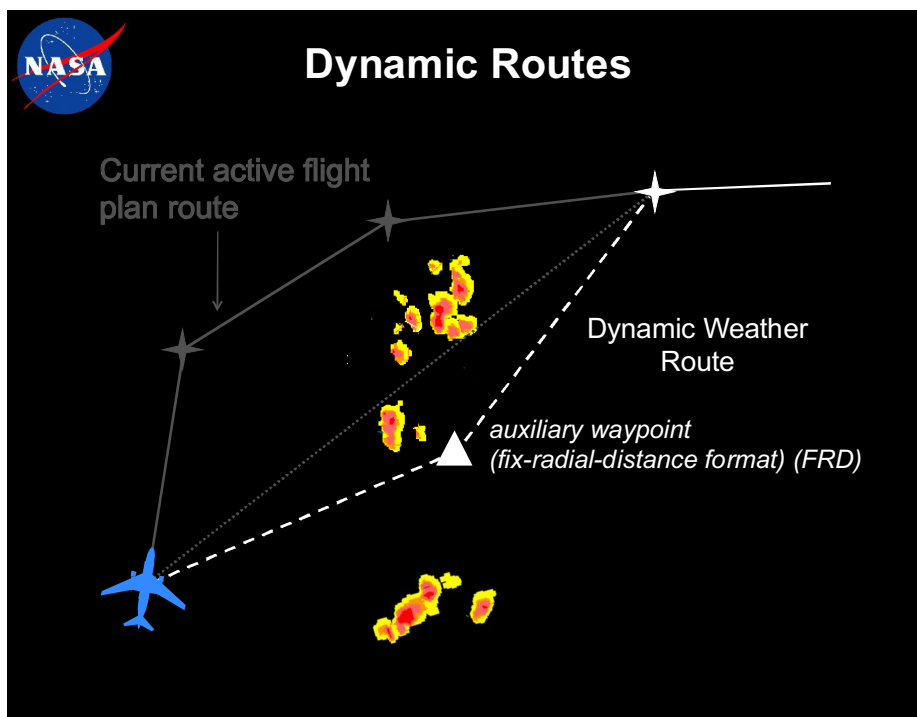 NASA
Dynamic Routes
Current active flight
plan route
Dynamic Weather
Route
auxiliary waypoint
(fix-radial-distance format) (FRD)